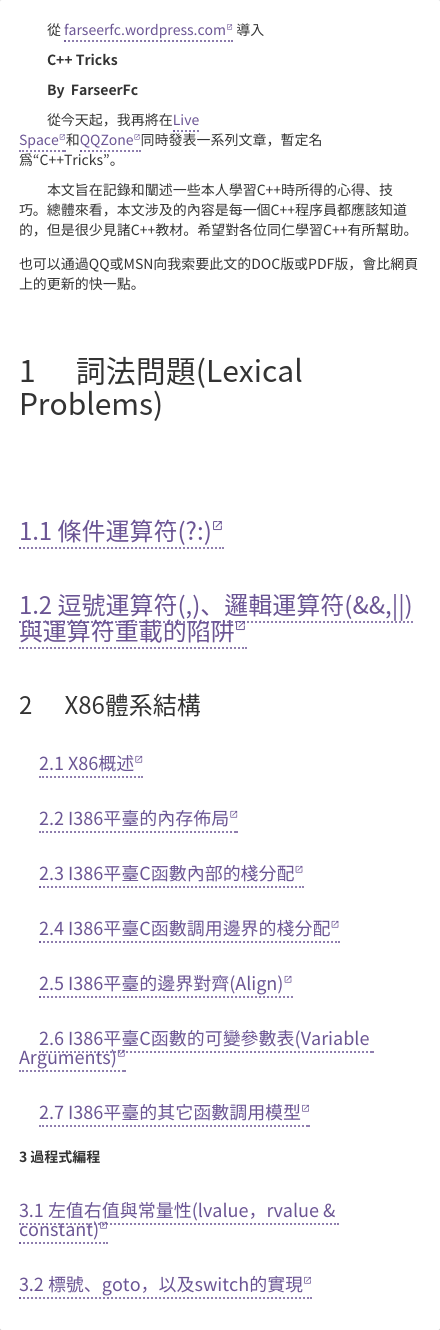 從 farseerfc.wordpress.com 導入
C++ Tricks
By FarseerFc
從今天起，我再將在Live
Space和QQZone同時發表一系列文章，暫定名
爲“C++Tricks”。
本文旨在記錄和闡述一些本人學習C++時所得的心得、技
巧。總體來看，本文涉及的內容是每一個C++程序員都應該知道
的，但是很少見諸C++教材。希望對各位同仁學習C++有所幫助。
也可以通過QQ或MSN向我索要此文的DOC版或PDF版，會比網頁
上的更新的快一點。
1 詞法問題(Lexical
Problems)
1.1 條件運算符(?:)
1.2 逗號運算符(,)、邏輯運算符(&&,||)
與運算符重載的陷阱
2 X86體系結構
2.1 X86概述
2.2 I386平臺的內存佈局
2.3 I386平臺C函數內部的棧分配
2.4 I386平臺C函數調用邊界的棧分配
2.5 I386平臺的邊界對齊(Align)
2.6 I386平臺C函數的可變參數表(Variable
Arguments)
2.7 I386平臺的其它函數調用模型
3 過程式編程
3.1 左值右值與常量性(lvalue，rvalue &
constant)
3.2 標號、goto，以及switch的實現